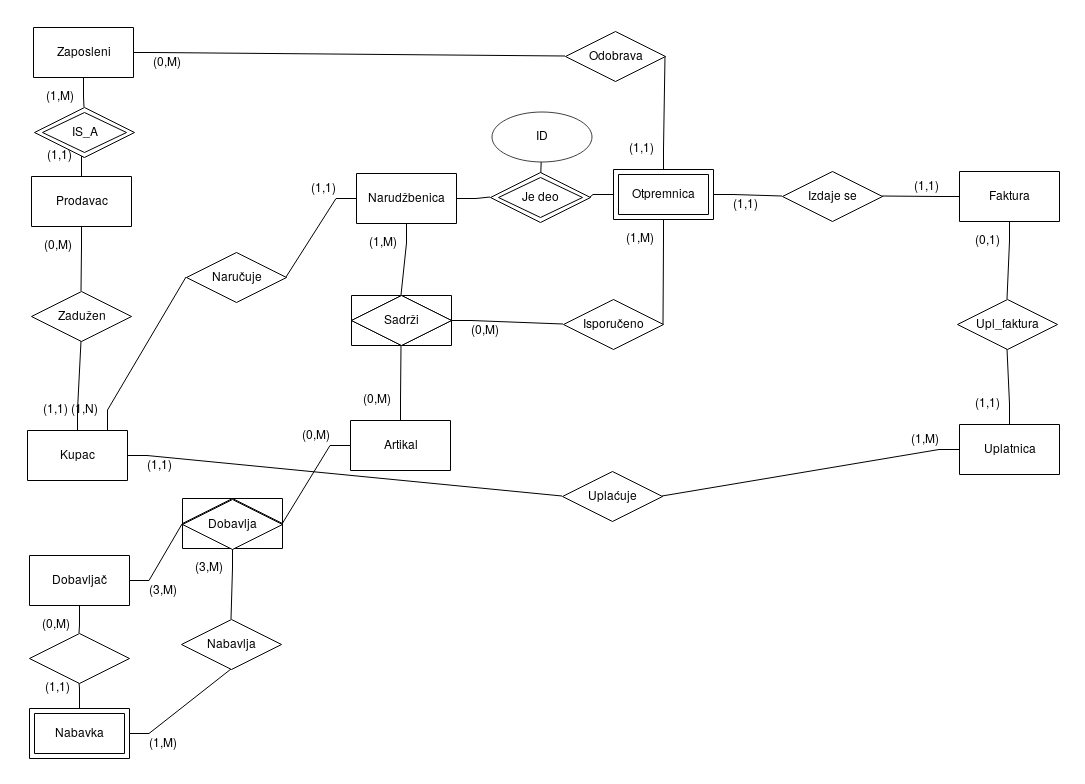 Zaposleni
(0,M)
Odobrava
(1,M)
IS_A
(1,1)
ID
(1,1)
Prodavac
(1,1)
Narudžbenica
Je deo
Otpremnica
(1,1)
Izdaje se
(1,1)
Faktura
(0,M)
(1,M)
(1,M)
(0,1)
Naručuje
Zadužen
Sadrži
(0,M)
Isporučeno
Upl_faktura
(1,1)
(1,N)
(0,M)
(1,1)
Kupac
(1,1)
(0,M)
Artikal
(1,M)
Uplatnica
Uplaćuje
Dobavlja
Dobavljač
(3,M)
(3,M)
(0,M)
Nabavlja
(1,1)
Nabavka
(1,M)